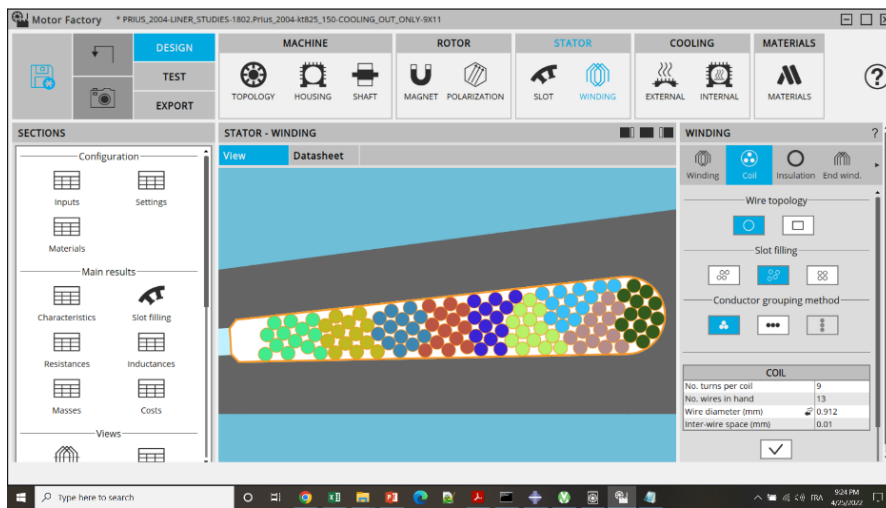 Motor Factory * PRIUS_2004-LINER_STUDIES-1802.Prius_2004-kt825_150-COOLING_OUT_ONLY-9X11
DESIGN
TEST
EXPORT
MACHINE
TOPOLOGY HOUSING SHAFT
ROTOR
MAGNET POLARIZATION
STATOR
SLOT WINDING
COOLING
EXTERNAL INTERNAL
MATERIALS
MATERIALS
?
SECTIONS
Configuration
Inputs Settings
Materials
Main results
Characteristics Slot filling
Resistances Inductances
Masses Costs
Views
STATOR - WINDING
View Datasheet
WINDING ?
Winding Coil Insulation End wind.
Wire topology
Slot filling
Conductor grouping method
COIL
No. turns per coil 9
No. wires in hand 13
Wire diameter (mm) 0.912
Inter-wire space (mm) 0.01
Type here to search
FRA
9:24 PM
4/25/2022